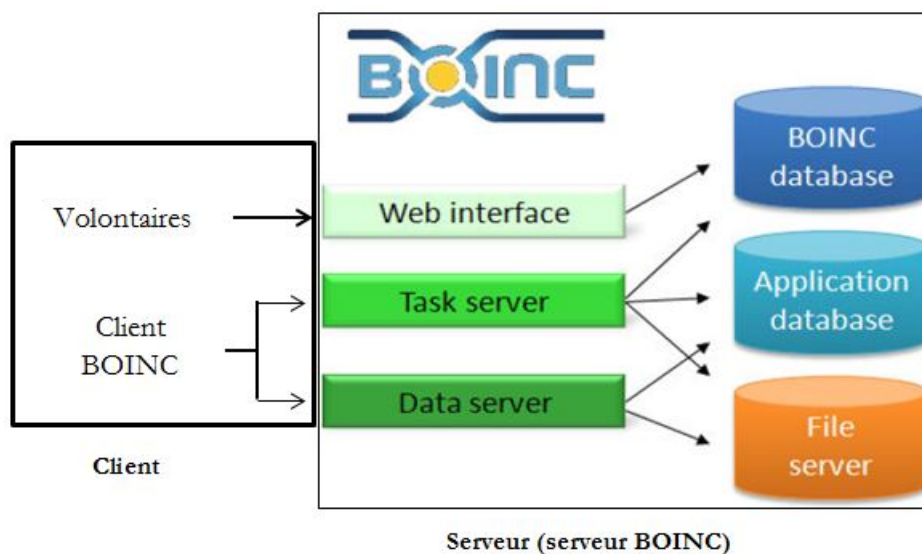 BOINC
Volontaires
Client
BOINC
Client
Web interface
Task server
Data server
BOINC
database
Application
database
File
server
Serveur (serveur BOINC)